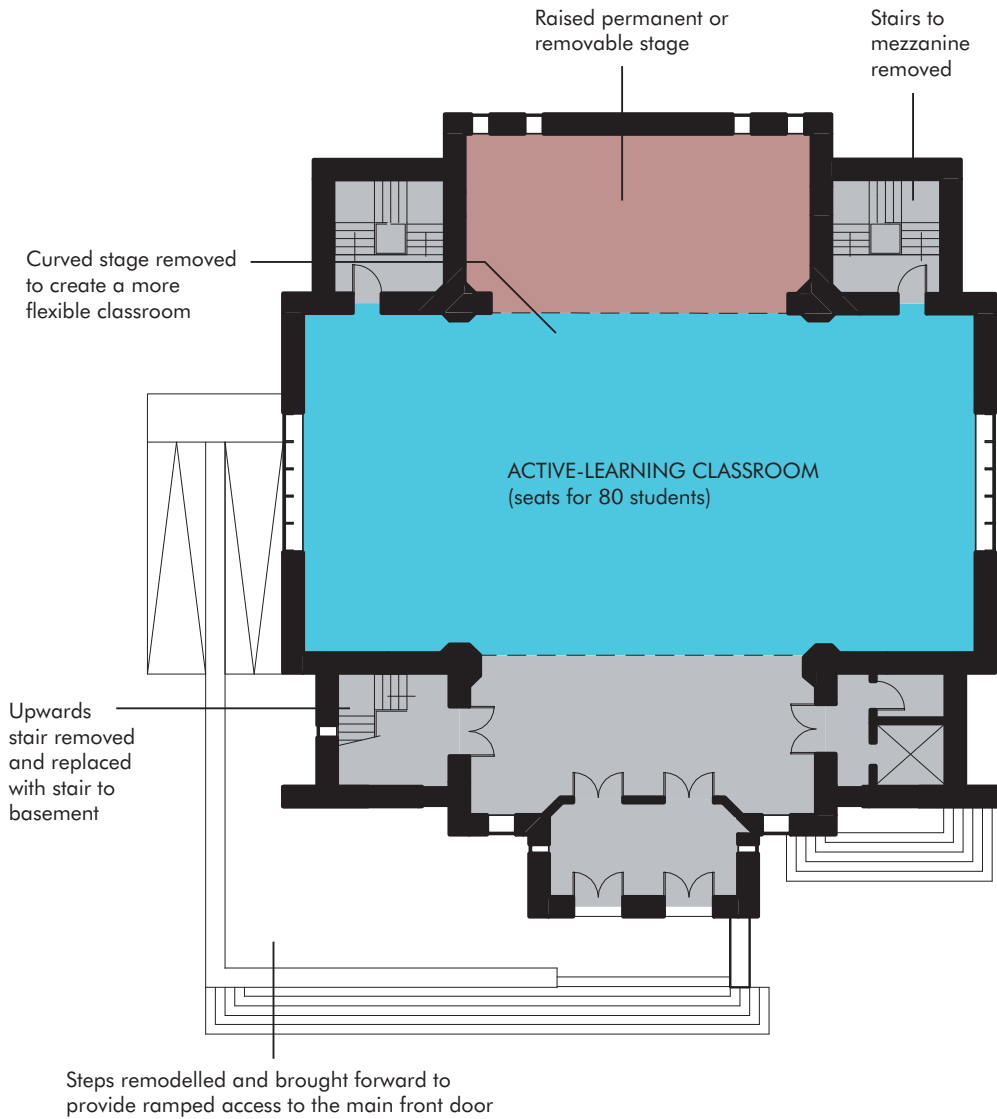 Raised permanent or
removable stage
Stairs to
mezzanine
removed
Curved stage removed
to create a more
flexible classroom
ACTIVE-LEARNING CLASSROOM
(seats for 80 students)
Upwards
stair removed
and replaced
with stair to
basement
Steps remodelled and brought forward to
provide ramped access to the main front door